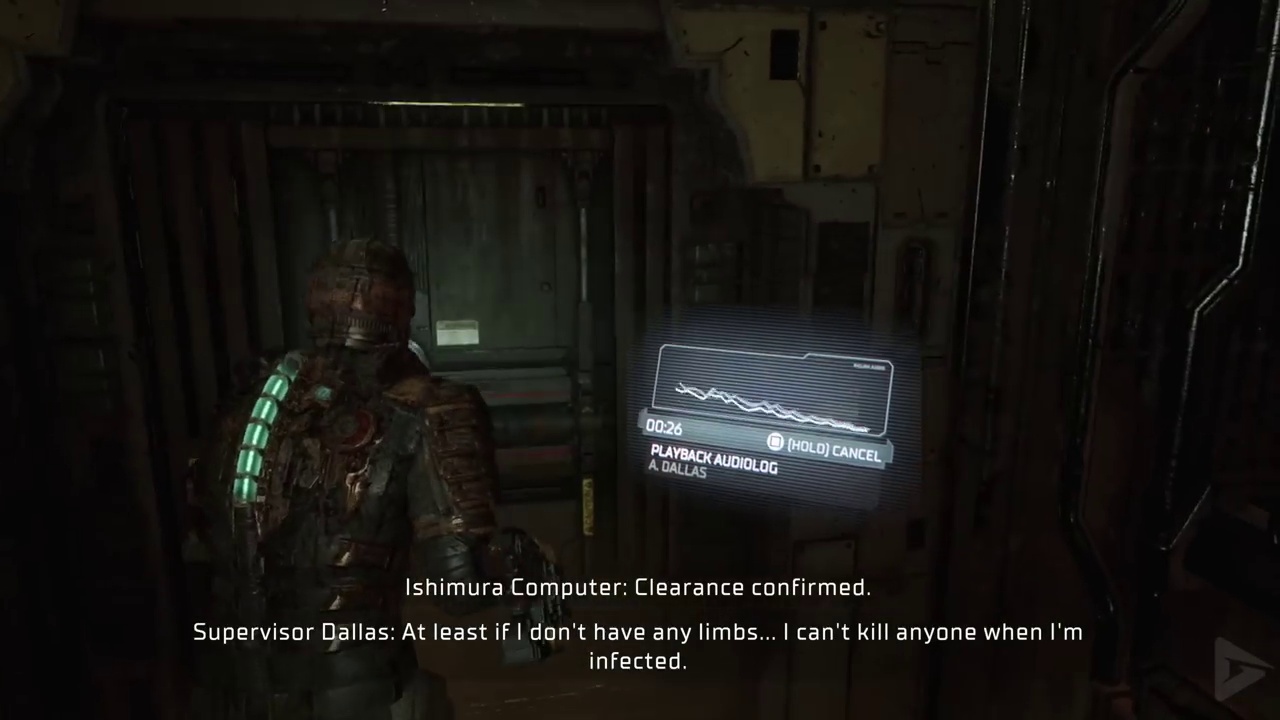 00:26
(HOLD) CANCEL
PLAYBACK AUDIOLOG
A. DALLAS
Ishimura Computer: Clearance confirmed.
Supervisor Dallas: At least if I don't have any limbs... I can't kill anyone when I'm
infected.